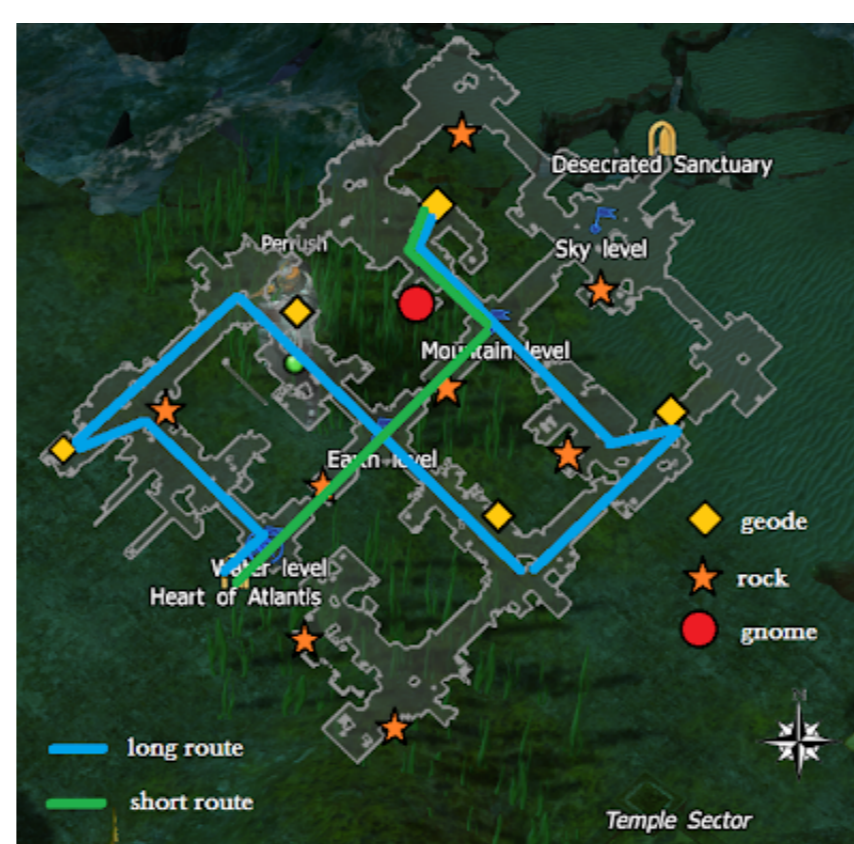 Desecrated Sanctuary
Perrush
Sky level
Mountain level
Earth level
geode
Water level
rock
Heart of Atlantis
gnome
N
long route
short route
Temple Sector